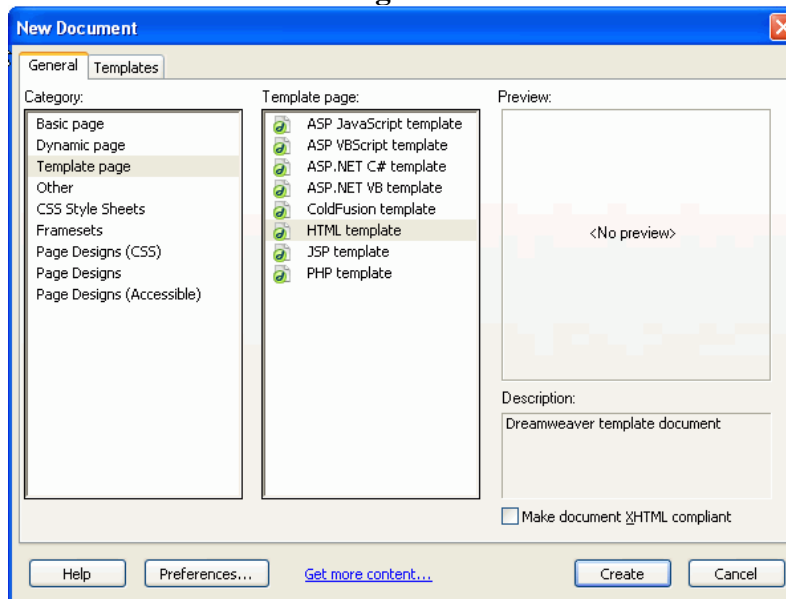 New Document
General
Templates
Category:
Template page:
Preview:
Basic page
Dynamic page
Template page
Other
CSS Style Sheets
Framesets
Page Designs (CSS)
Page Designs
Page Designs (Accessible)
ASP JavaScript template
ASP VBScript template
ASP.NET C# template
ASP.NET VB template
ColdFusion template
HTML template
JSP template
PHP template
<No preview>
Description:
Dreamweaver template document
Make document XHTML compliant
Help
Preferences...
Get more content...
Create
Cancel